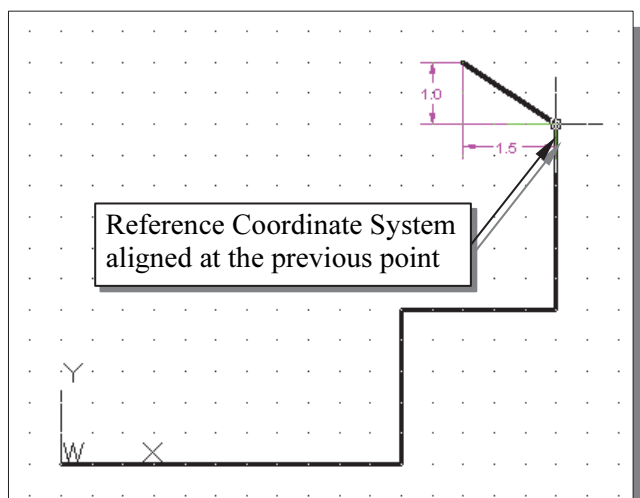 1.0
1.5
Reference Coordinate System
aligned at the previous point
Y
W X